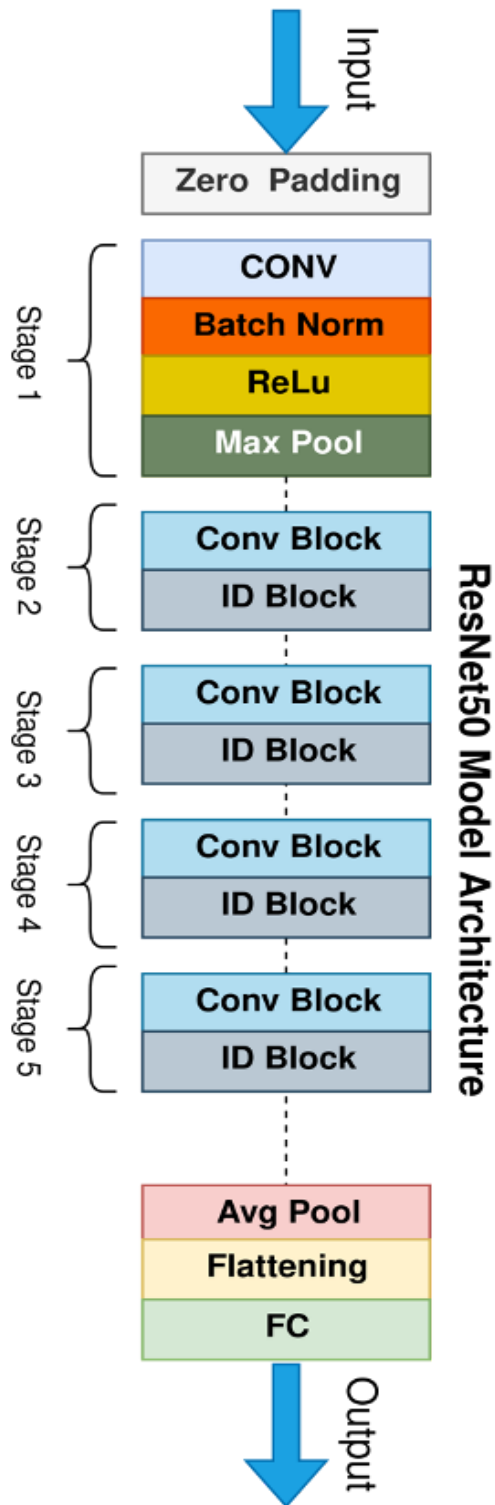 Input
Zero Padding
Stage 1
CONV
Batch Norm
ReLu
Max Pool
Stage 2
Conv Block
ID Block
Stage 3
Conv Block
ID Block
Stage 4
Conv Block
ID Block
Stage 5
Conv Block
ID Block
ResNet50 Model Architecture
Avg Pool
Flattening
FC
Output